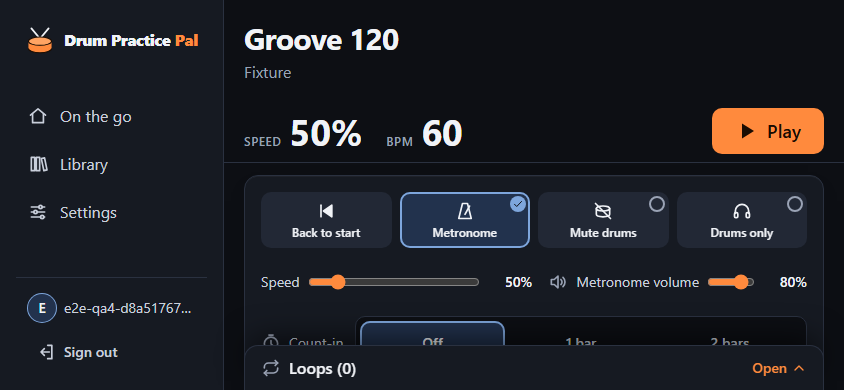 Drum Practice Pal
On the go
Library
Settings
E
e2e-qa4-d8a51767...
Sign out
Groove 120
Fixture
SPEED 50% BPM 60
Play
Back to start
Metronome
Mute drums
Drums only
Speed 50%
Metronome volume 80%
Count-in Off 1 bar 2 bars
Loops (0) Open